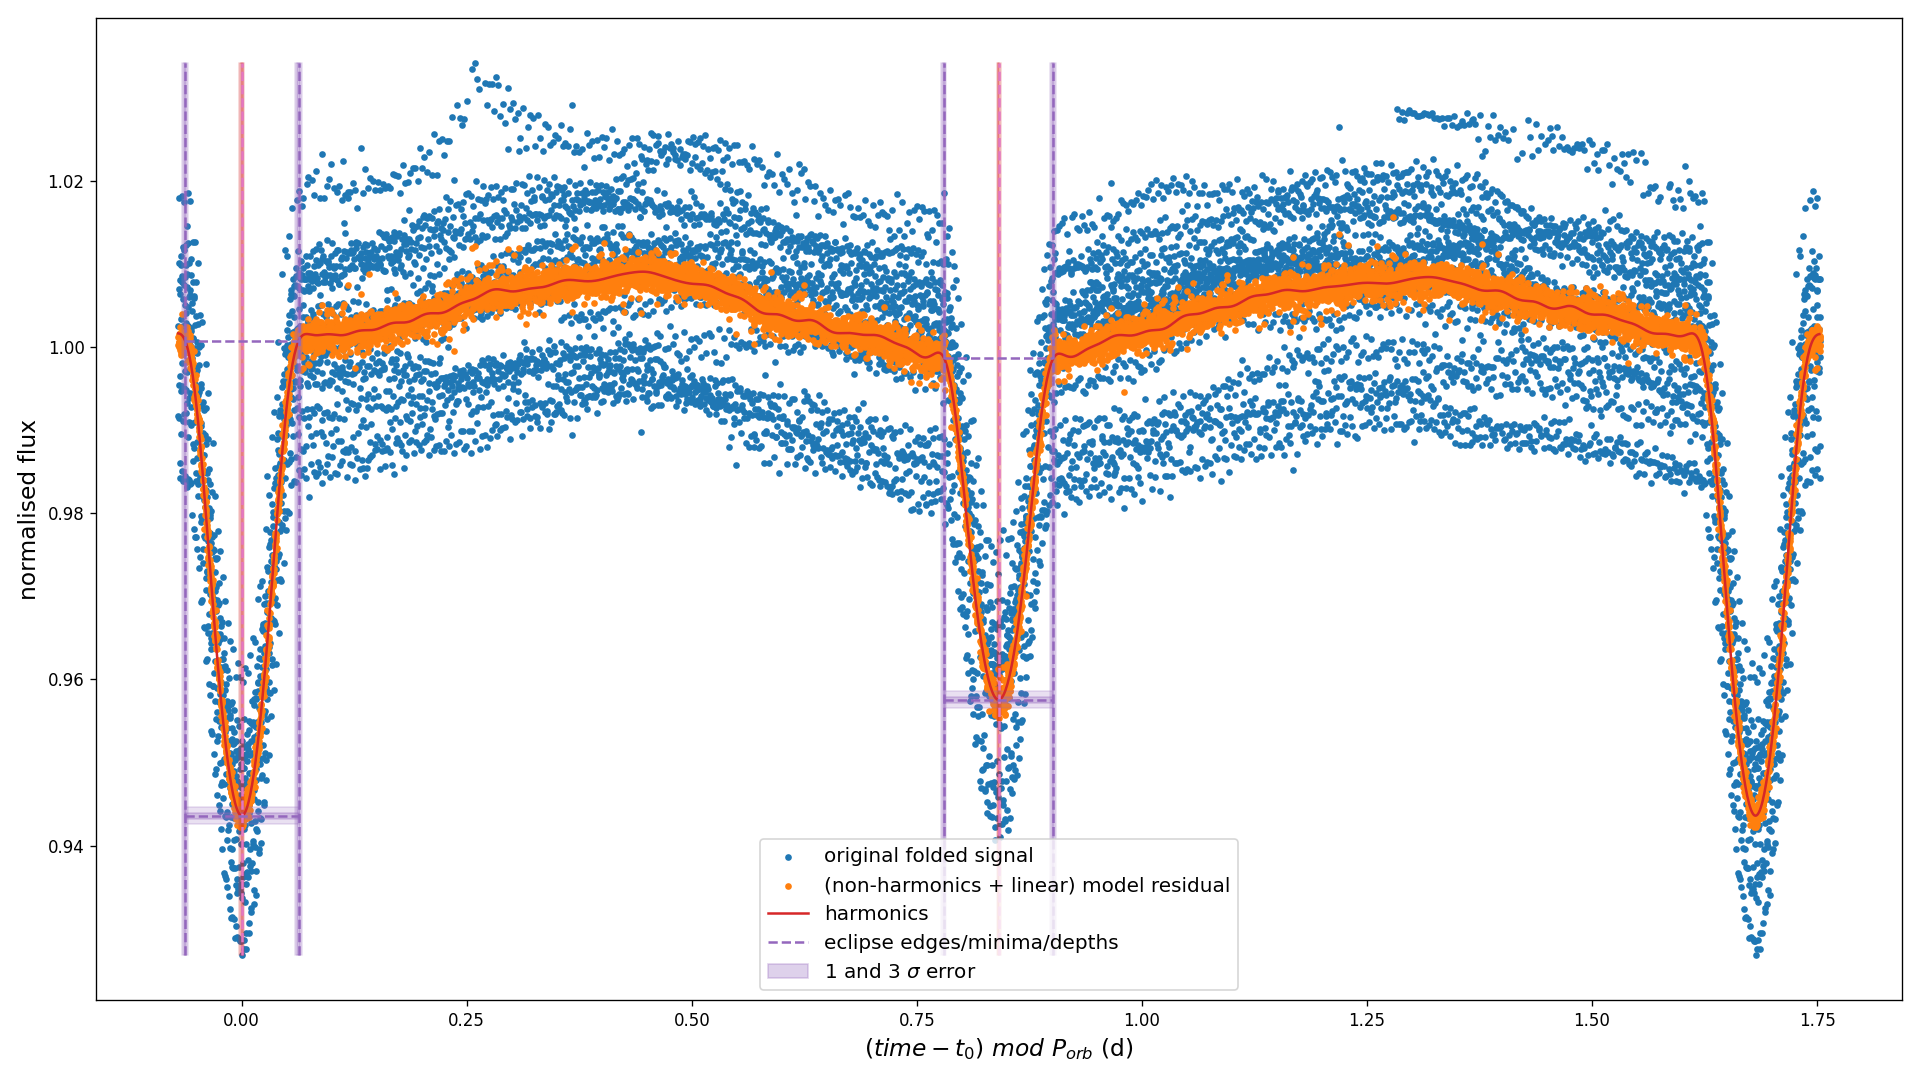 normalised flux
1.02
1.00
0.98
0.96
0.94
original folded signal
(non-harmonics + linear) model residual
harmonics
eclipse edges/minima/depths
1 and 3 σ error
0.00 0.25 0.50 0.75 1.00 1.25 1.50 1.75
(time − t₀) mod Pₒᵣb (d)